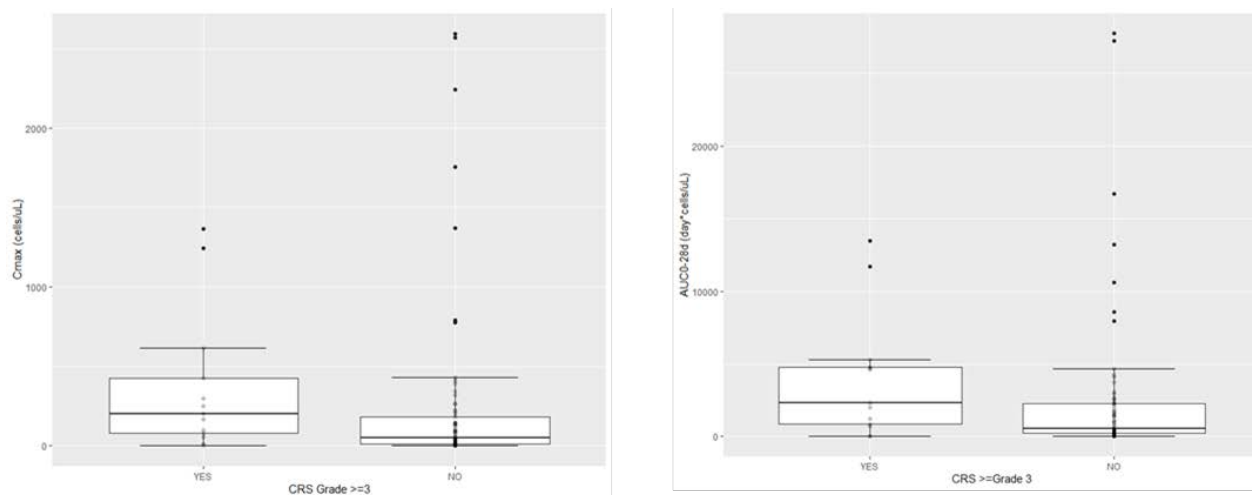 Cmax (cells/uL)
2000
1000
0
YES
NO
CRS Grade >=3
AUC0-28d (day*cells/uL)
20000
10000
0
YES
NO
CRS >=Grade 3